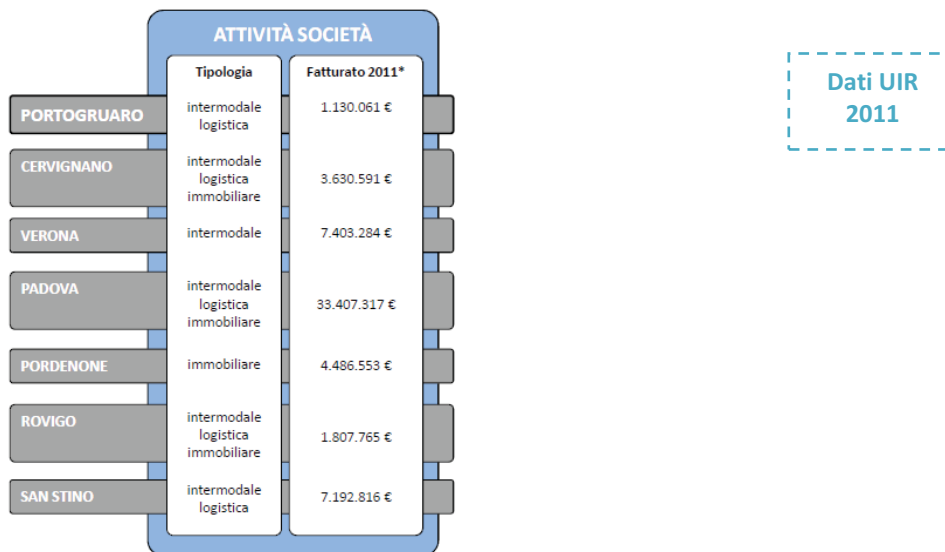 ATTIVITÀ SOCIETÀ
Tipologia Fatturato 2011*
PORTOGRUARO intermodale 1.130.061 €
logistica
CERVIGNANO intermodale
logistica 3.630.591 €
immobiliare
VERONA intermodale 7.403.284 €
PADOVA intermodale
logistica 33.407.317 €
immobiliare
PORDENONE immobiliare 4.486.553 €
ROVIGO intermodale
logistica 1.807.765 €
immobiliare
SAN STINO intermodale 7.192.816 €
logistica
Dati UIR
2011